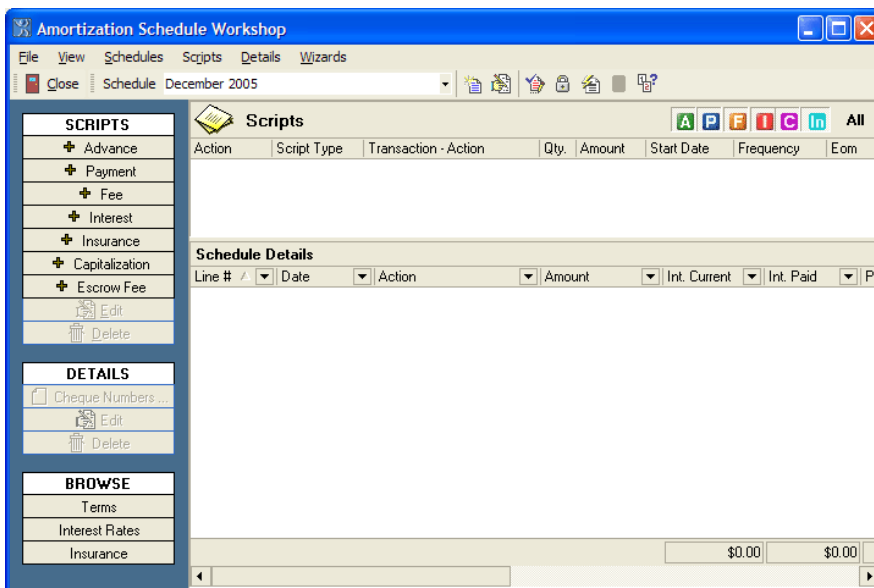 Amortization Schedule Workshop
File View Schedules Scripts Details Wizards
Close Schedule December 2005
SCRIPTS
Advance
Payment
Fee
Interest
Insurance
Capitalization
Escrow Fee
Edit
Delete
DETAILS
Cheque Numbers ...
Edit
Delete
BROWSE
Terms
Interest Rates
Insurance
Scripts A P F I C In All
Action Script Type Transaction - Action Qty. Amount Start Date Frequency Eom
Schedule Details
Line # Date Action Amount Int. Current Int. Paid P
$0.00 $0.00